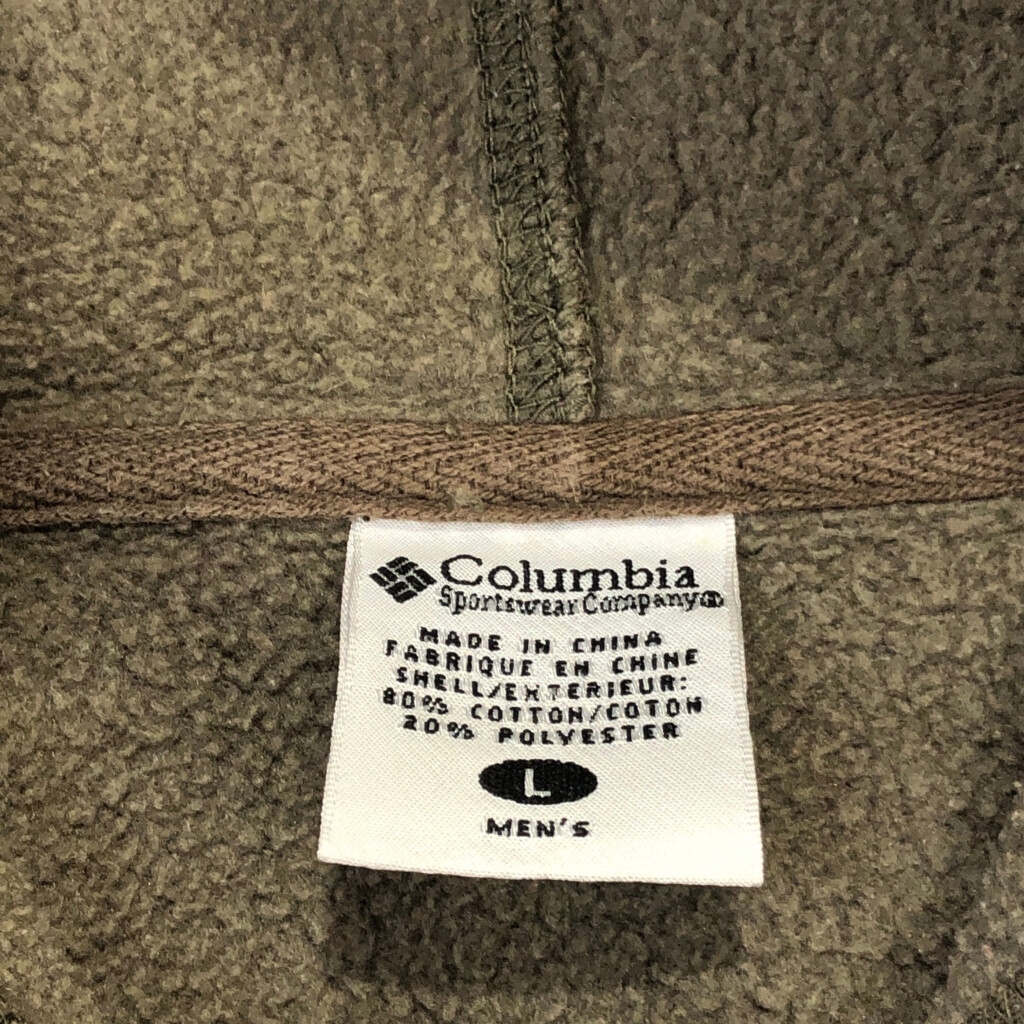 Columbia
Sportswear Company®
MADE IN CHINA
FABRIQUE EN CHINE
SHELL/EXTERIEUR:
80% COTTON/COTON
20% POLYESTER
L
MEN'S